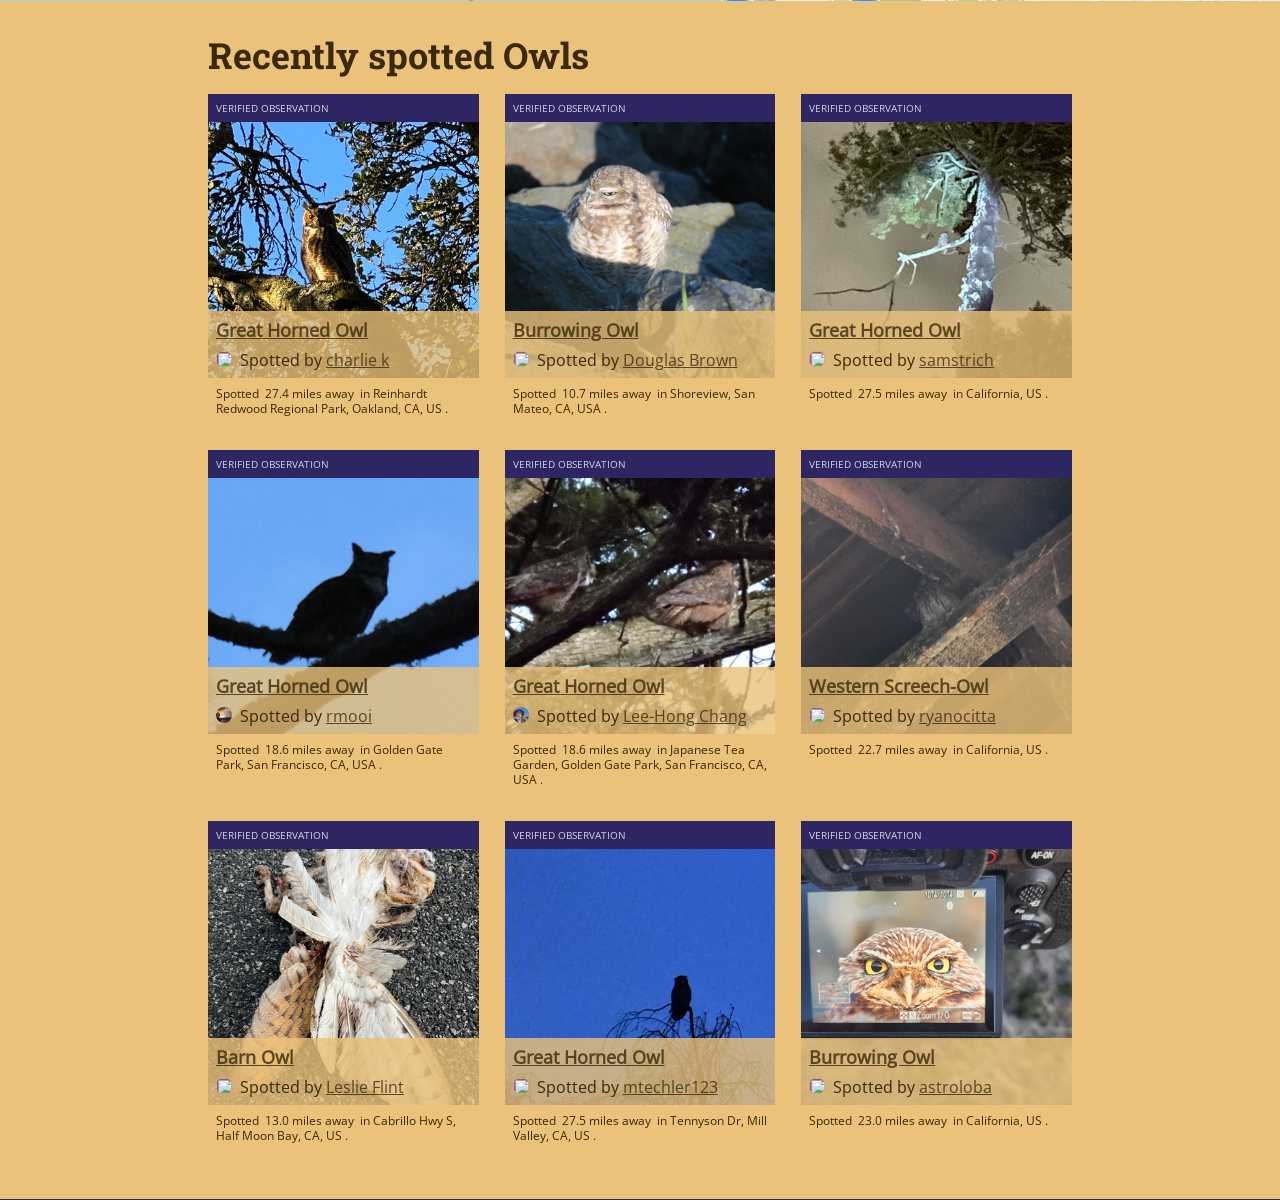 Recently spotted Owls
VERIFIED OBSERVATION
Great Horned Owl
Spotted by charlie k
Spotted 27.4 miles away in Reinhardt
Redwood Regional Park, Oakland, CA, US .
VERIFIED OBSERVATION
Burrowing Owl
Spotted by Douglas Brown
Spotted 10.7 miles away in Shoreview, San
Mateo, CA, USA .
VERIFIED OBSERVATION
Great Horned Owl
Spotted by samstrich
Spotted 27.5 miles away in California, US .
VERIFIED OBSERVATION
Great Horned Owl
Spotted by rmooi
Spotted 18.6 miles away in Golden Gate
Park, San Francisco, CA, USA .
VERIFIED OBSERVATION
Great Horned Owl
Spotted by Lee-Hong Chang
Spotted 18.6 miles away in Japanese Tea
Garden, Golden Gate Park, San Francisco, CA,
USA .
VERIFIED OBSERVATION
Western Screech-Owl
Spotted by ryanocitta
Spotted 22.7 miles away in California, US .
VERIFIED OBSERVATION
Barn Owl
Spotted by Leslie Flint
Spotted 13.0 miles away in Cabrillo Hwy S,
Half Moon Bay, CA, US .
VERIFIED OBSERVATION
Great Horned Owl
Spotted by mtechler123
Spotted 27.5 miles away in Tennyson Dr, Mill
Valley, CA, US .
VERIFIED OBSERVATION
AF-ON
Zoom
Burrowing Owl
Spotted by astroloba
Spotted 23.0 miles away in California, US .